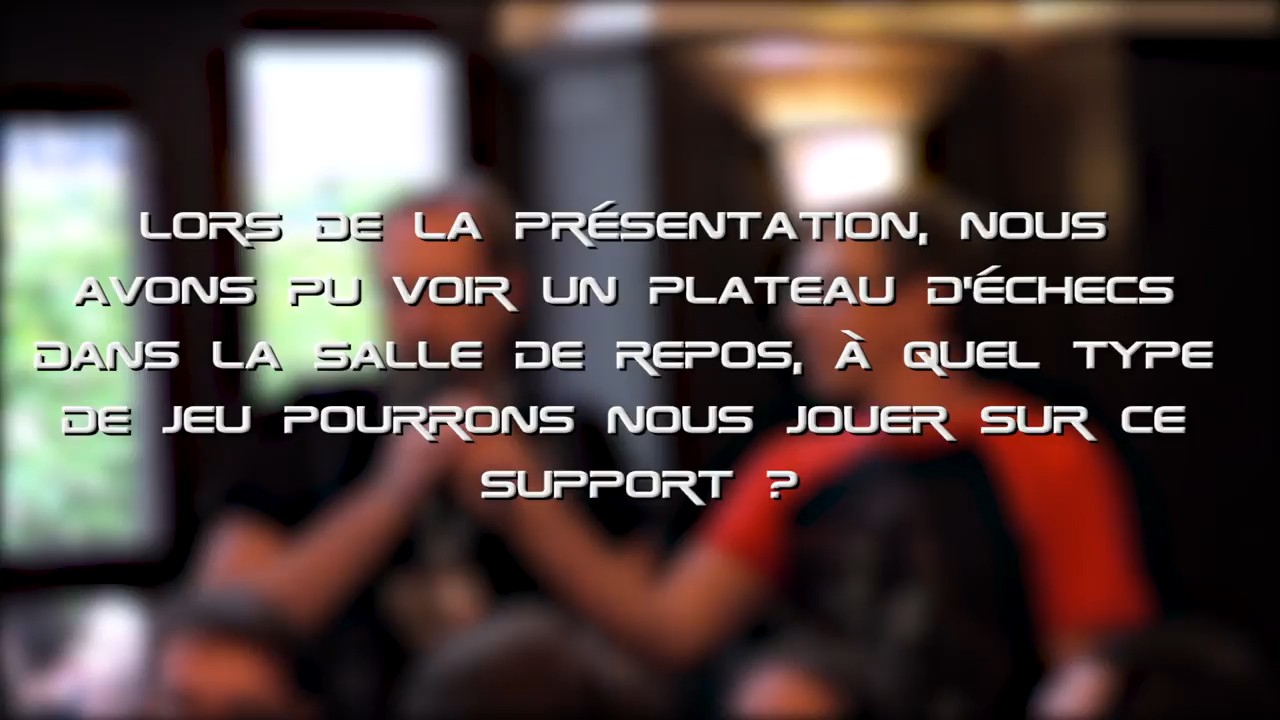 LORS DE LA PRÉSENTATION, NOUS
AVONS PU VOIR UN PLATEAU D'ÉCHECS
DANS LA SALLE DE REPOS, À QUEL TYPE
DE JEU POURRONS NOUS JOUER SUR CE
SUPPORT ?